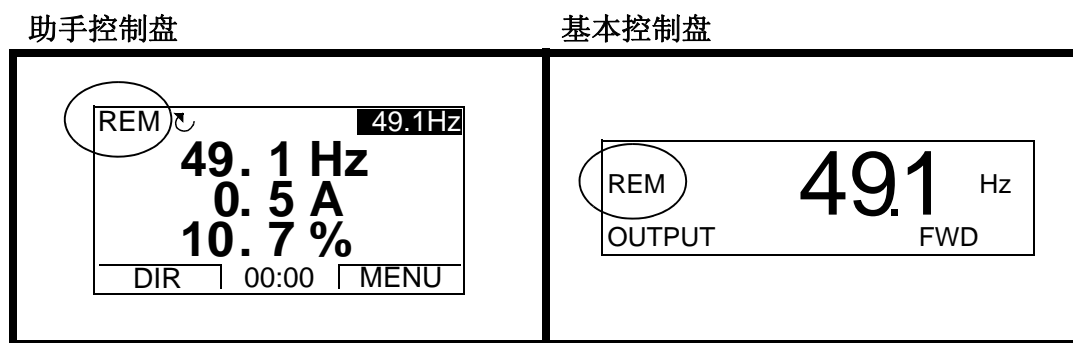 助手控制盘
基本控制盘
REM 49.1Hz
49. 1 Hz
0. 5 A
10. 7 %
DIR 00:00 MENU
REM 49.1 Hz
OUTPUT FWD